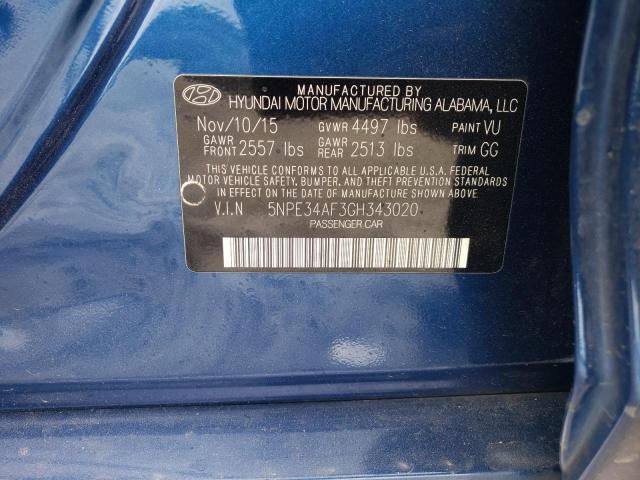 MANUFACTURED BY
HYUNDAI MOTOR MANUFACTURING ALABAMA, LLC
Nov/10/15 GVWR 4497 lbs PAINT VU
GAWR FRONT 2557 lbs GAWR REAR 2513 lbs TRIM GG
THIS VEHICLE CONFORMS TO ALL APPLICABLE U.S.A. FEDERAL
MOTOR VEHICLE SAFETY, BUMPER, AND THEFT PREVENTION STANDARDS
IN EFFECT ON THE DATE OF MANUFACTURE SHOWN ABOVE.
V.I.N 5NPE34AF3GH343020
PASSENGER CAR